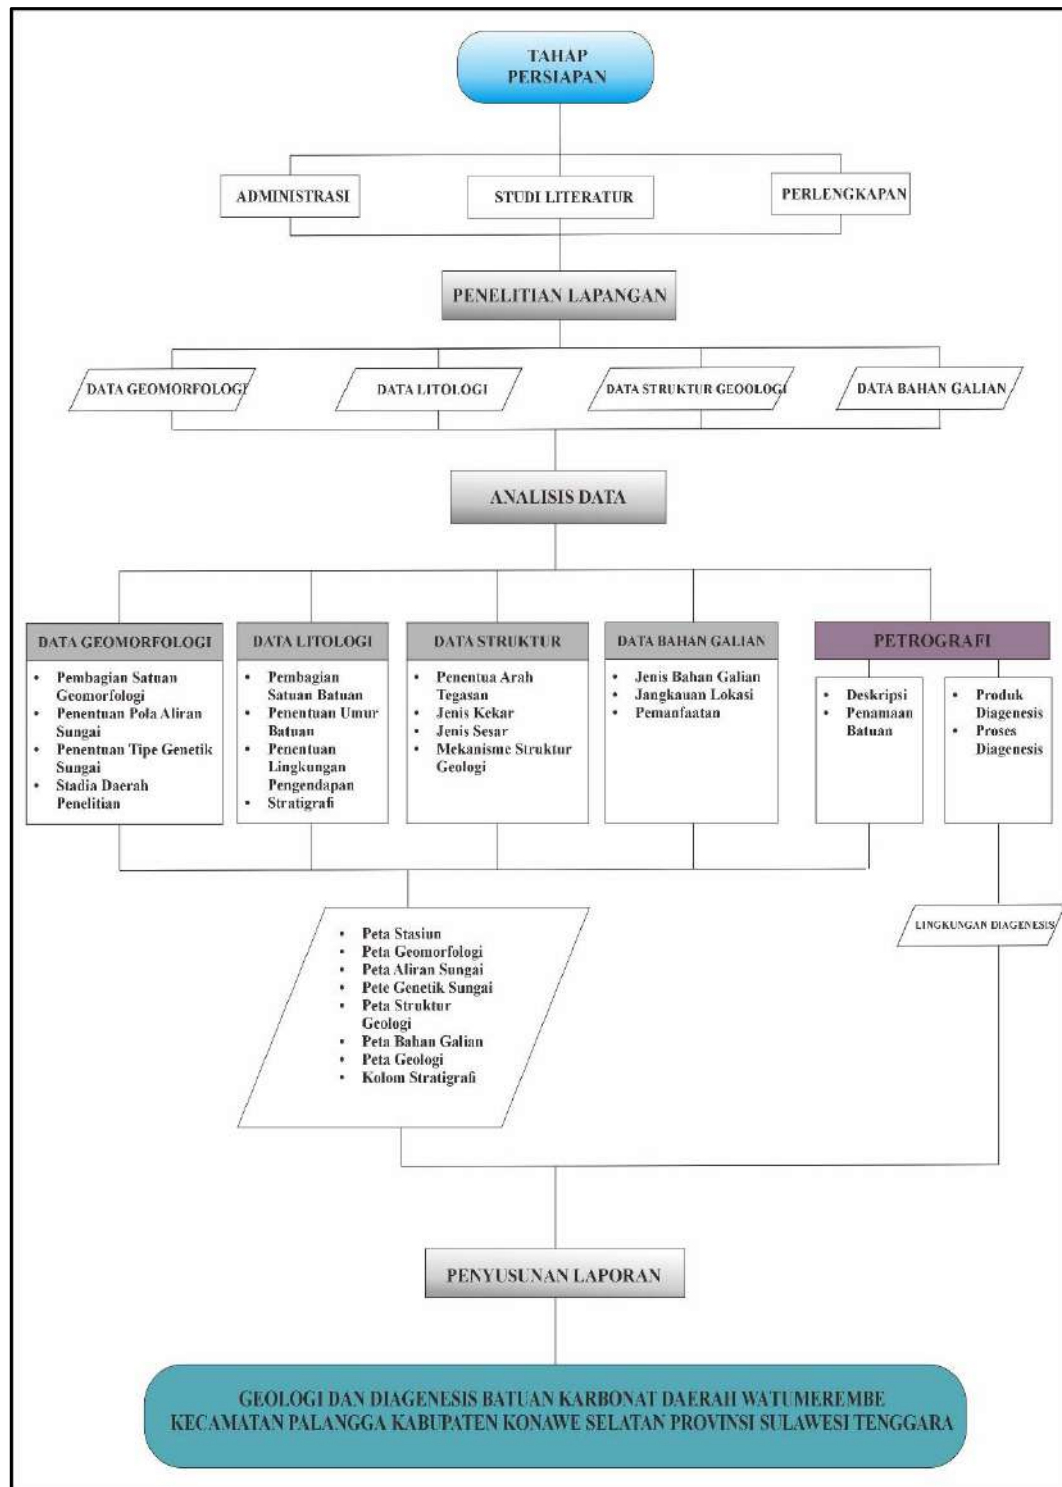 TAHAP
PERSIAPAN
ADMINISTRASI
STUDI LITERATUR
PERLENGKAPAN
PENELITIAN LAPANGAN
DATA GEOMORFOLOGI
DATA LITOLOGI
DATA STRUKTUR GEOOLOGI
DATA BAHAN GALIAN
ANALISIS DATA
DATA GEOMORFOLOGI
• Pembagian Satuan
Geomorfologi
• Penentuan Pola Aliran
Sungai
• Penentuan Tipe Genetik
Sungai
• Stadia Daerah
Penelitian
DATA LITOLOGI
• Pembagian
Satuan Batuan
• Penentuan Umur
Batuan
• Penentuan
Lingkungan
Pengendapan
• Stratigrafi
DATA STRUKTUR
• Penentua Arah
Tegasan
• Jenis Kekar
• Jenis Sesar
• Mekanisme Struktur
Geologi
DATA BAHAN GALIAN
• Jenis Bahan Galian
• Jangkauan Lokasi
• Pemanfaatan
PETROGRAFI
• Deskripsi
• Penamaan
Batuan
• Produk
Diagenesis
• Proses
Diagenesis
LINGKUNGAN DIAGENESIS
• Peta Stasiun
• Peta Geomorfologi
• Peta Aliran Sungai
• Pete Genetik Sungai
• Peta Struktur
Geologi
• Peta Bahan Galian
• Peta Geologi
• Kolom Stratigrafi
PENYUSUNAN LAPORAN
GEOLOGI DAN DIAGENESIS BATUAN KARBONAT DAERAH WATUMEREMBE
KECAMATAN PALANGGA KABUPATEN KONAWE SELATAN PROVINSI SULAWESI TENGGARA